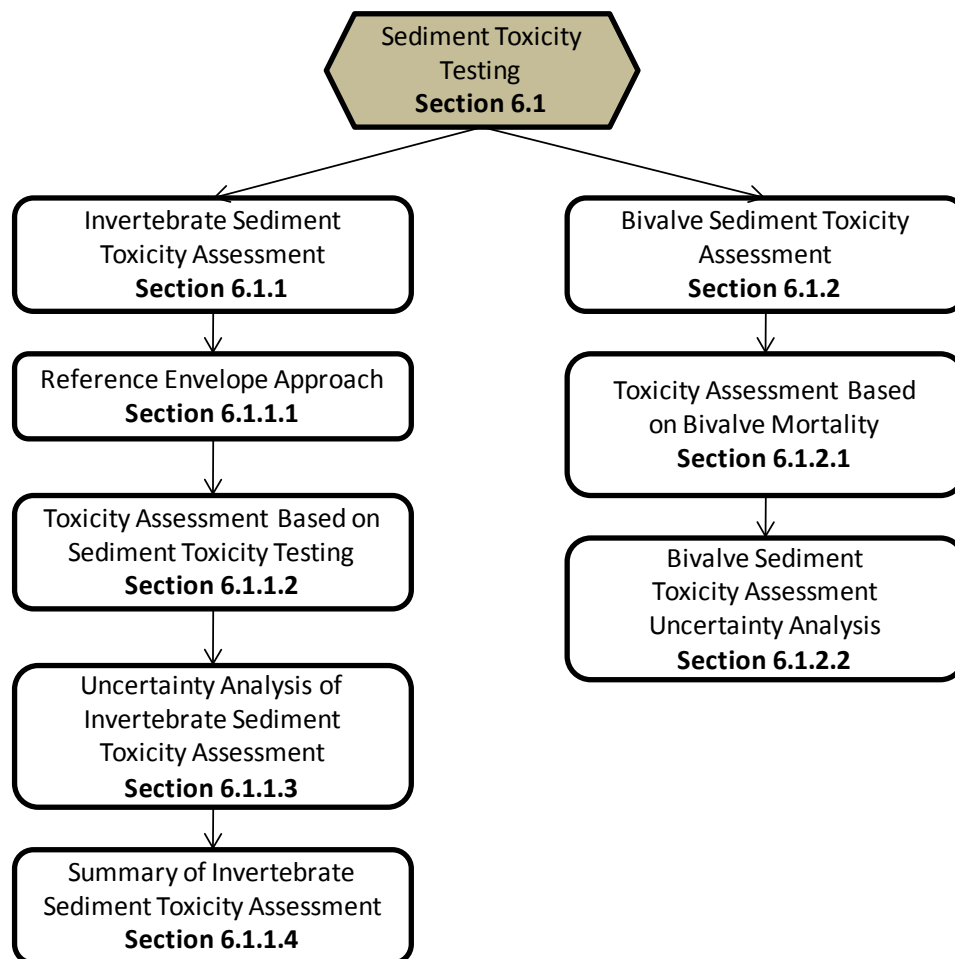 Sediment Toxicity
Testing
Section 6.1
Invertebrate Sediment
Toxicity Assessment
Section 6.1.1
Reference Envelope Approach
Section 6.1.1.1
Toxicity Assessment Based on
Sediment Toxicity Testing
Section 6.1.1.2
Uncertainty Analysis of
Invertebrate Sediment
Toxicity Assessment
Section 6.1.1.3
Summary of Invertebrate
Sediment Toxicity Assessment
Section 6.1.1.4
Bivalve Sediment Toxicity
Assessment
Section 6.1.2
Toxicity Assessment Based
on Bivalve Mortality
Section 6.1.2.1
Bivalve Sediment
Toxicity Assessment
Uncertainty Analysis
Section 6.1.2.2